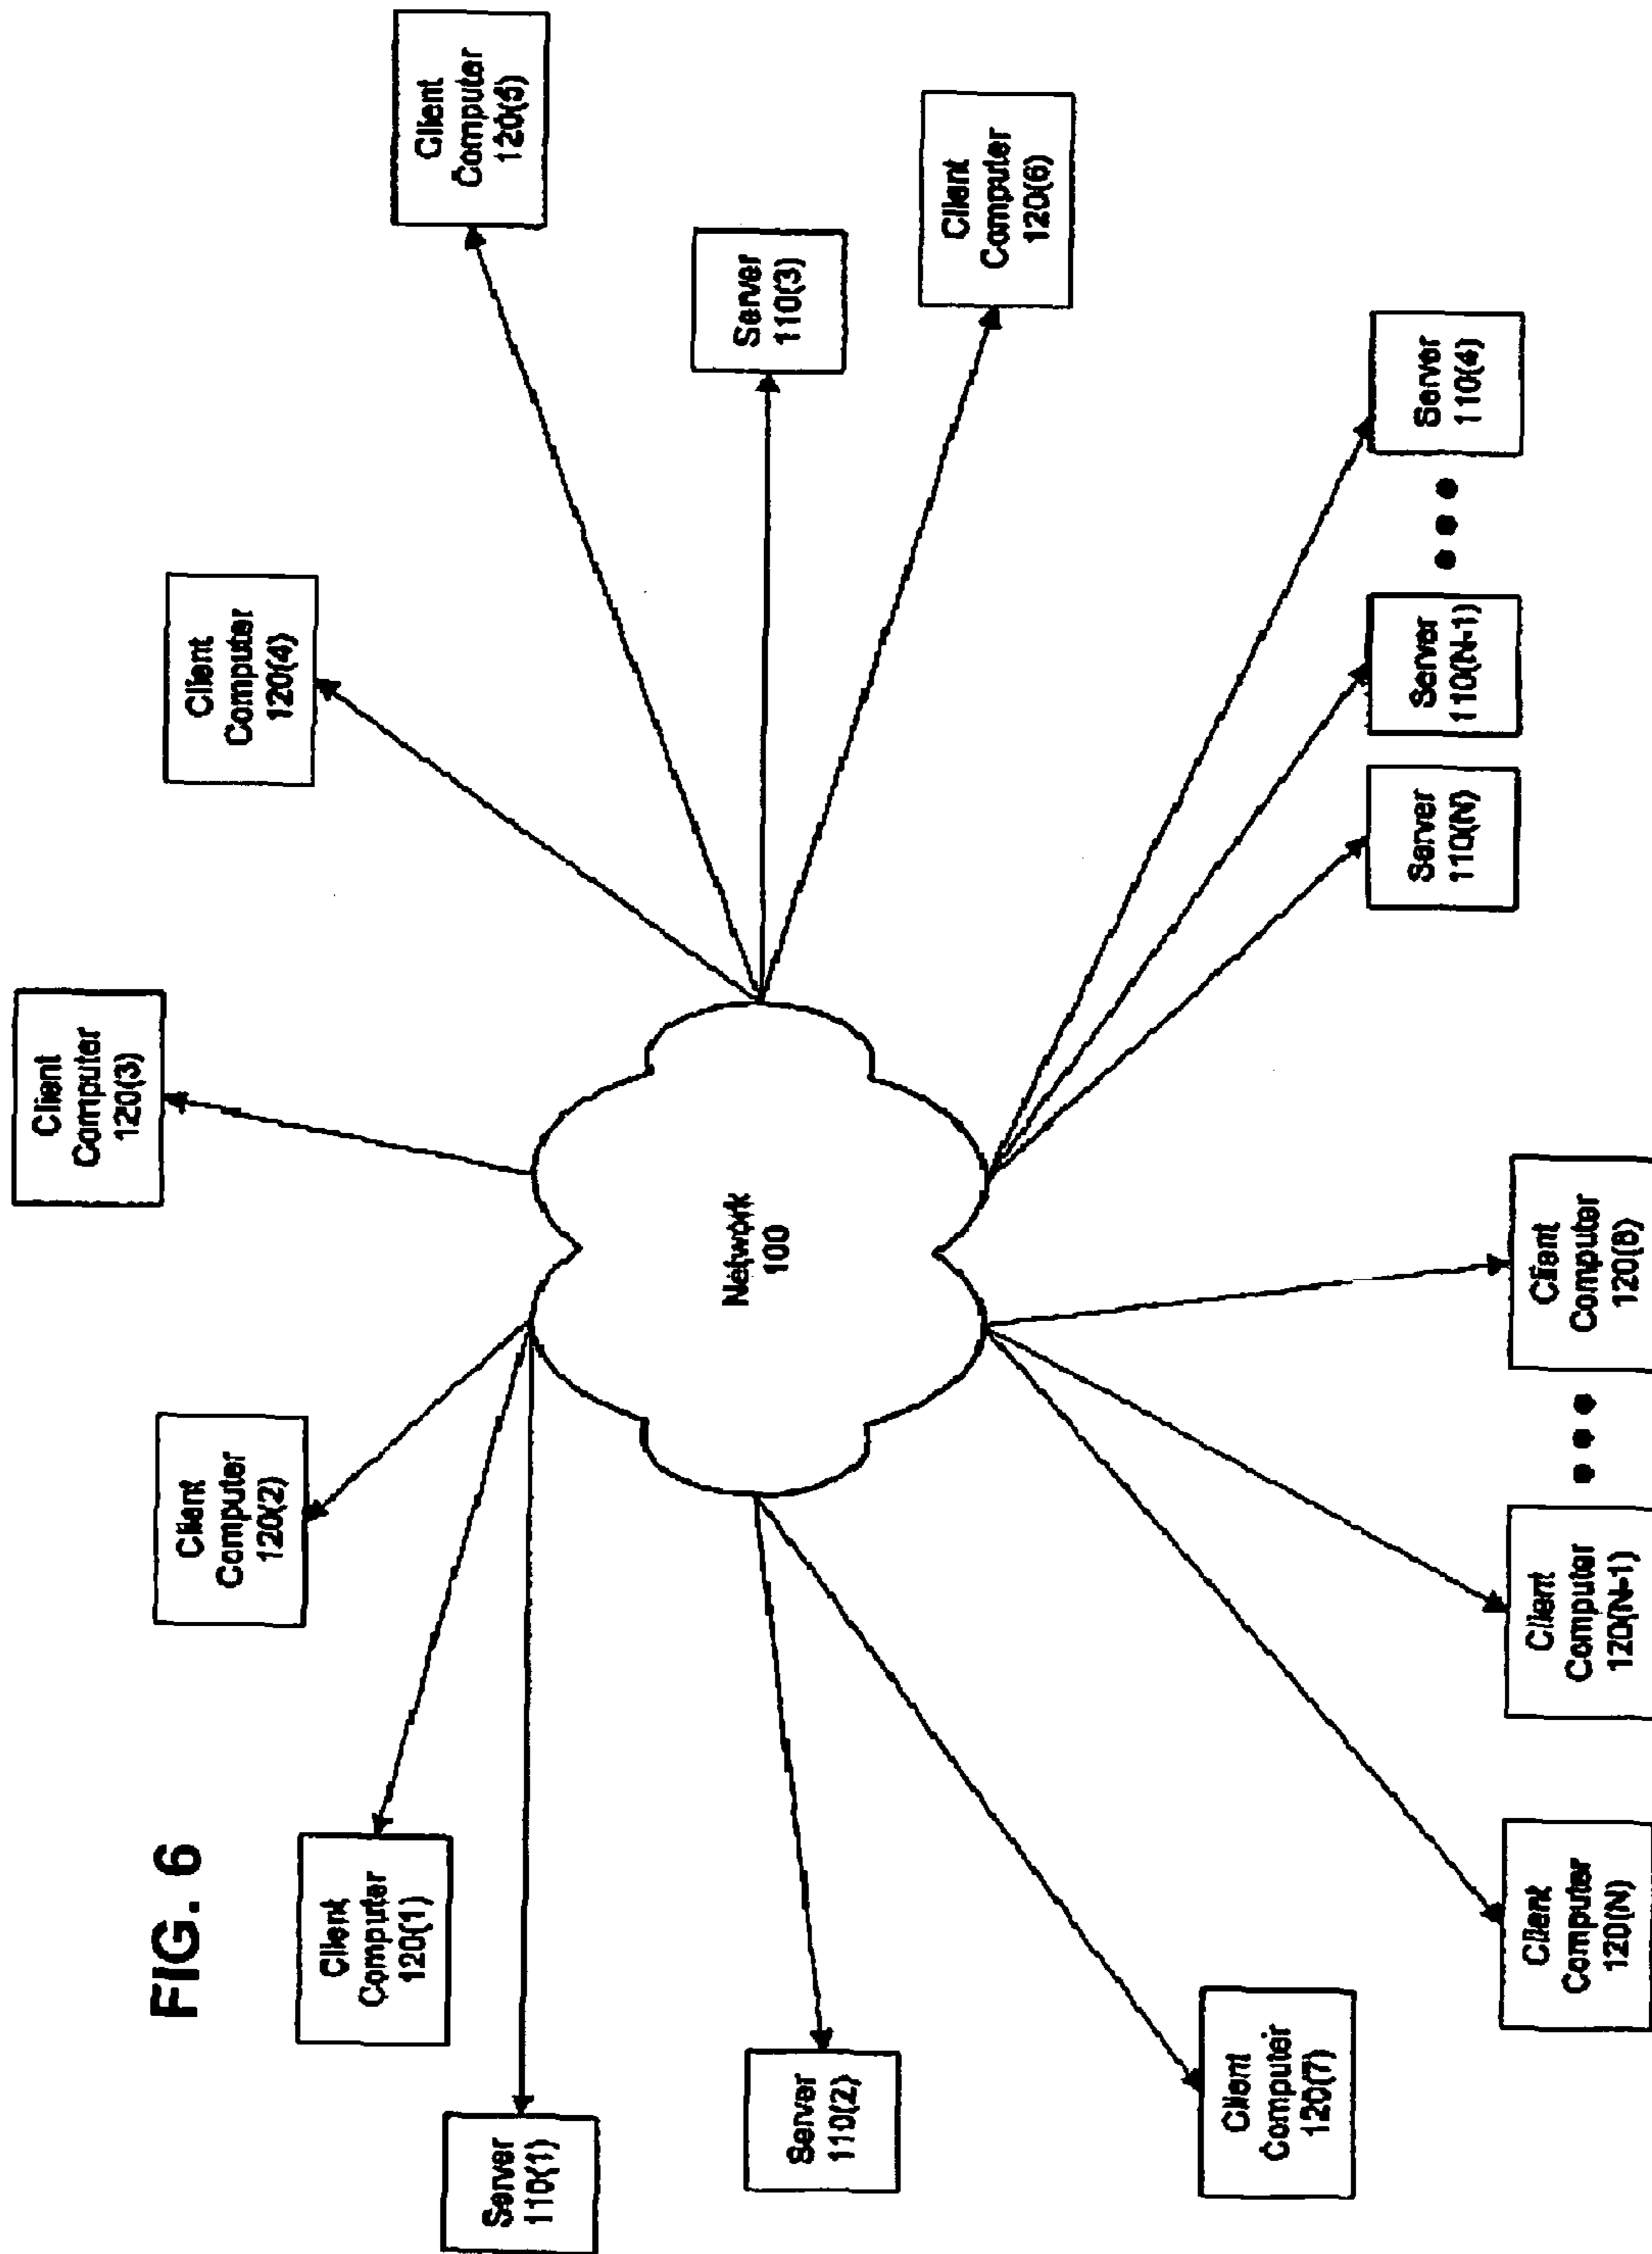 FIG. 6
Client
Computer
120(1)
Client
Computer
120(2)
Client
Computer
120(3)
Client
Computer
120(4)
Client
Computer
120(5)
Server
110(1)
Server
110(2)
Network
100
Server
110(3)
Client
Computer
120(6)
Client
Computer
120(7)
Client
Computer
120(N)
Client
Computer
120(N-1)
Client
Computer
120(8)
Server
110(N)
Server
110(N-1)
Server
110(4)